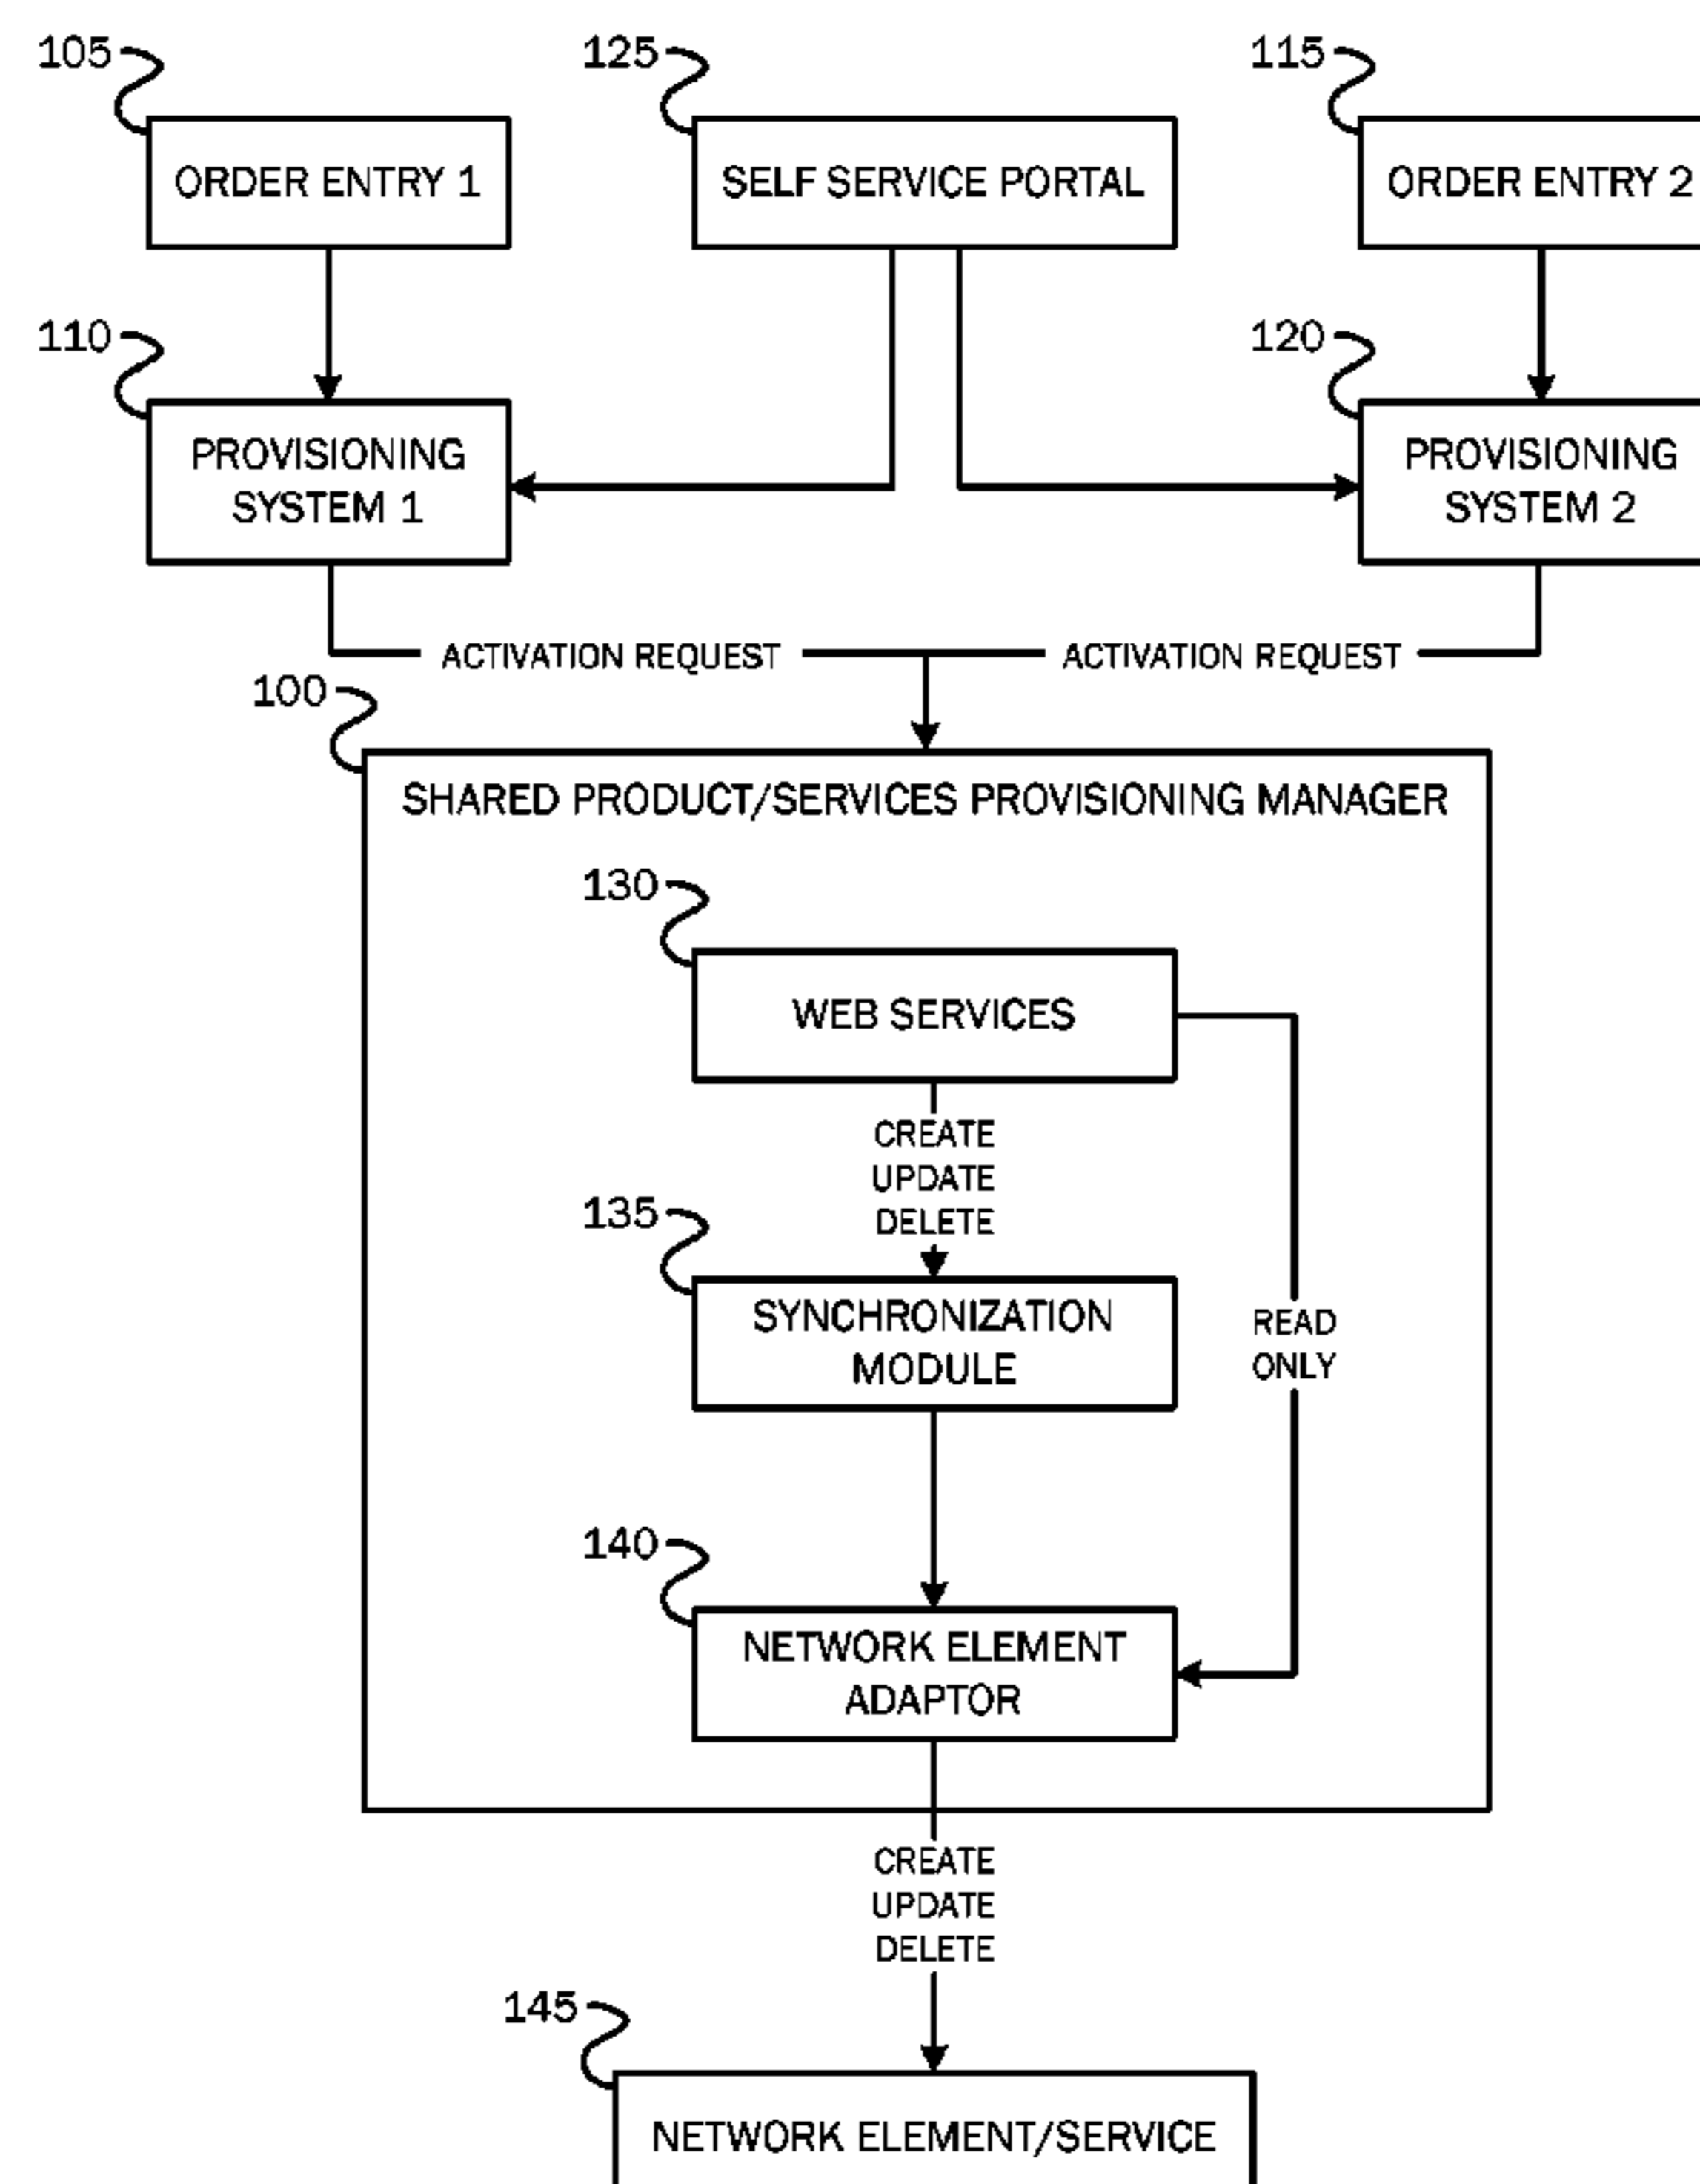 105
125
115
ORDER ENTRY 1
SELF SERVICE PORTAL
ORDER ENTRY 2
110
120
PROVISIONING
SYSTEM 1
PROVISIONING
SYSTEM 2
ACTIVATION REQUEST
ACTIVATION REQUEST
100
SHARED PRODUCT/SERVICES PROVISIONING MANAGER
130
WEB SERVICES
CREATE
UPDATE
DELETE
135
SYNCHRONIZATION
MODULE
READ
ONLY
140
NETWORK ELEMENT
ADAPTOR
CREATE
UPDATE
DELETE
145
NETWORK ELEMENT/SERVICE